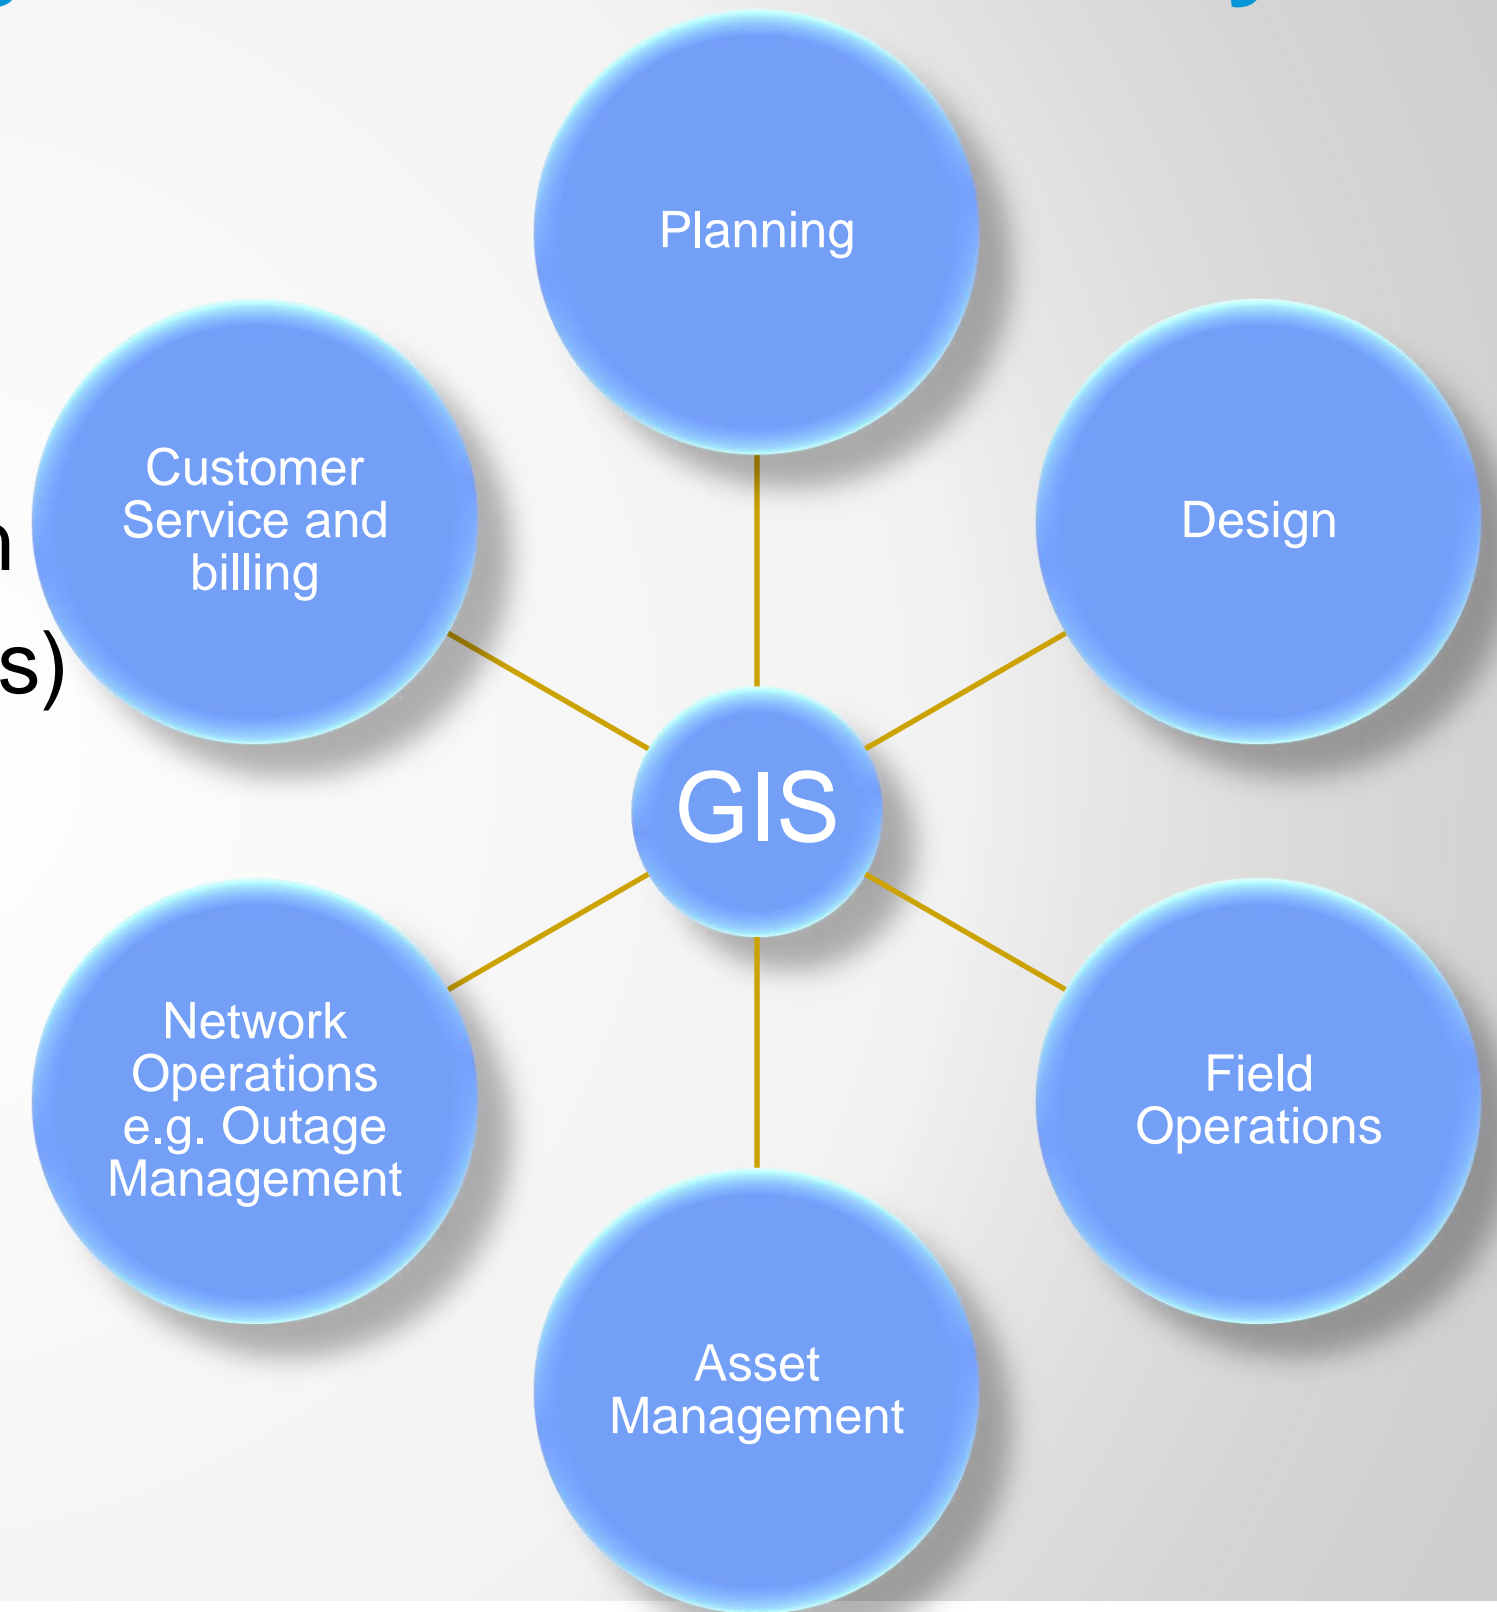 Planning
Customer
Service and
billing
Design
s)
GIS
Network
Operations
e.g. Outage
Management
Field
Operations
Asset
Management